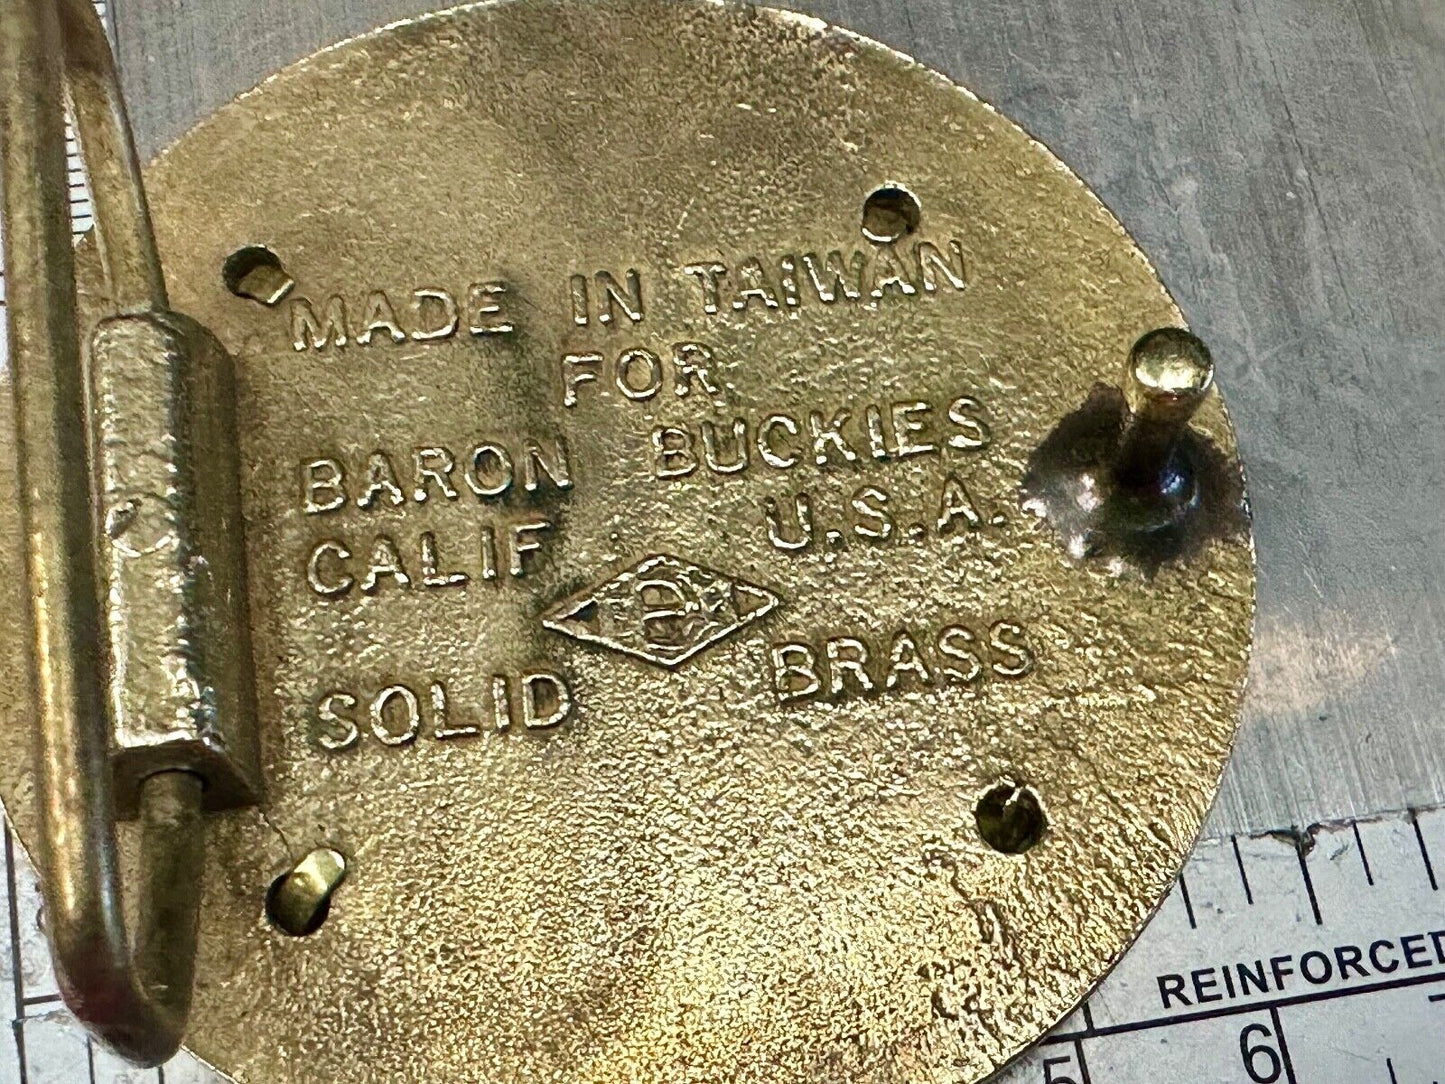 MADE IN TAIWAN
FOR
BARON BUCKIES
CALIF U.S.A.
SOLID BRASS
REINFORCED
5 6